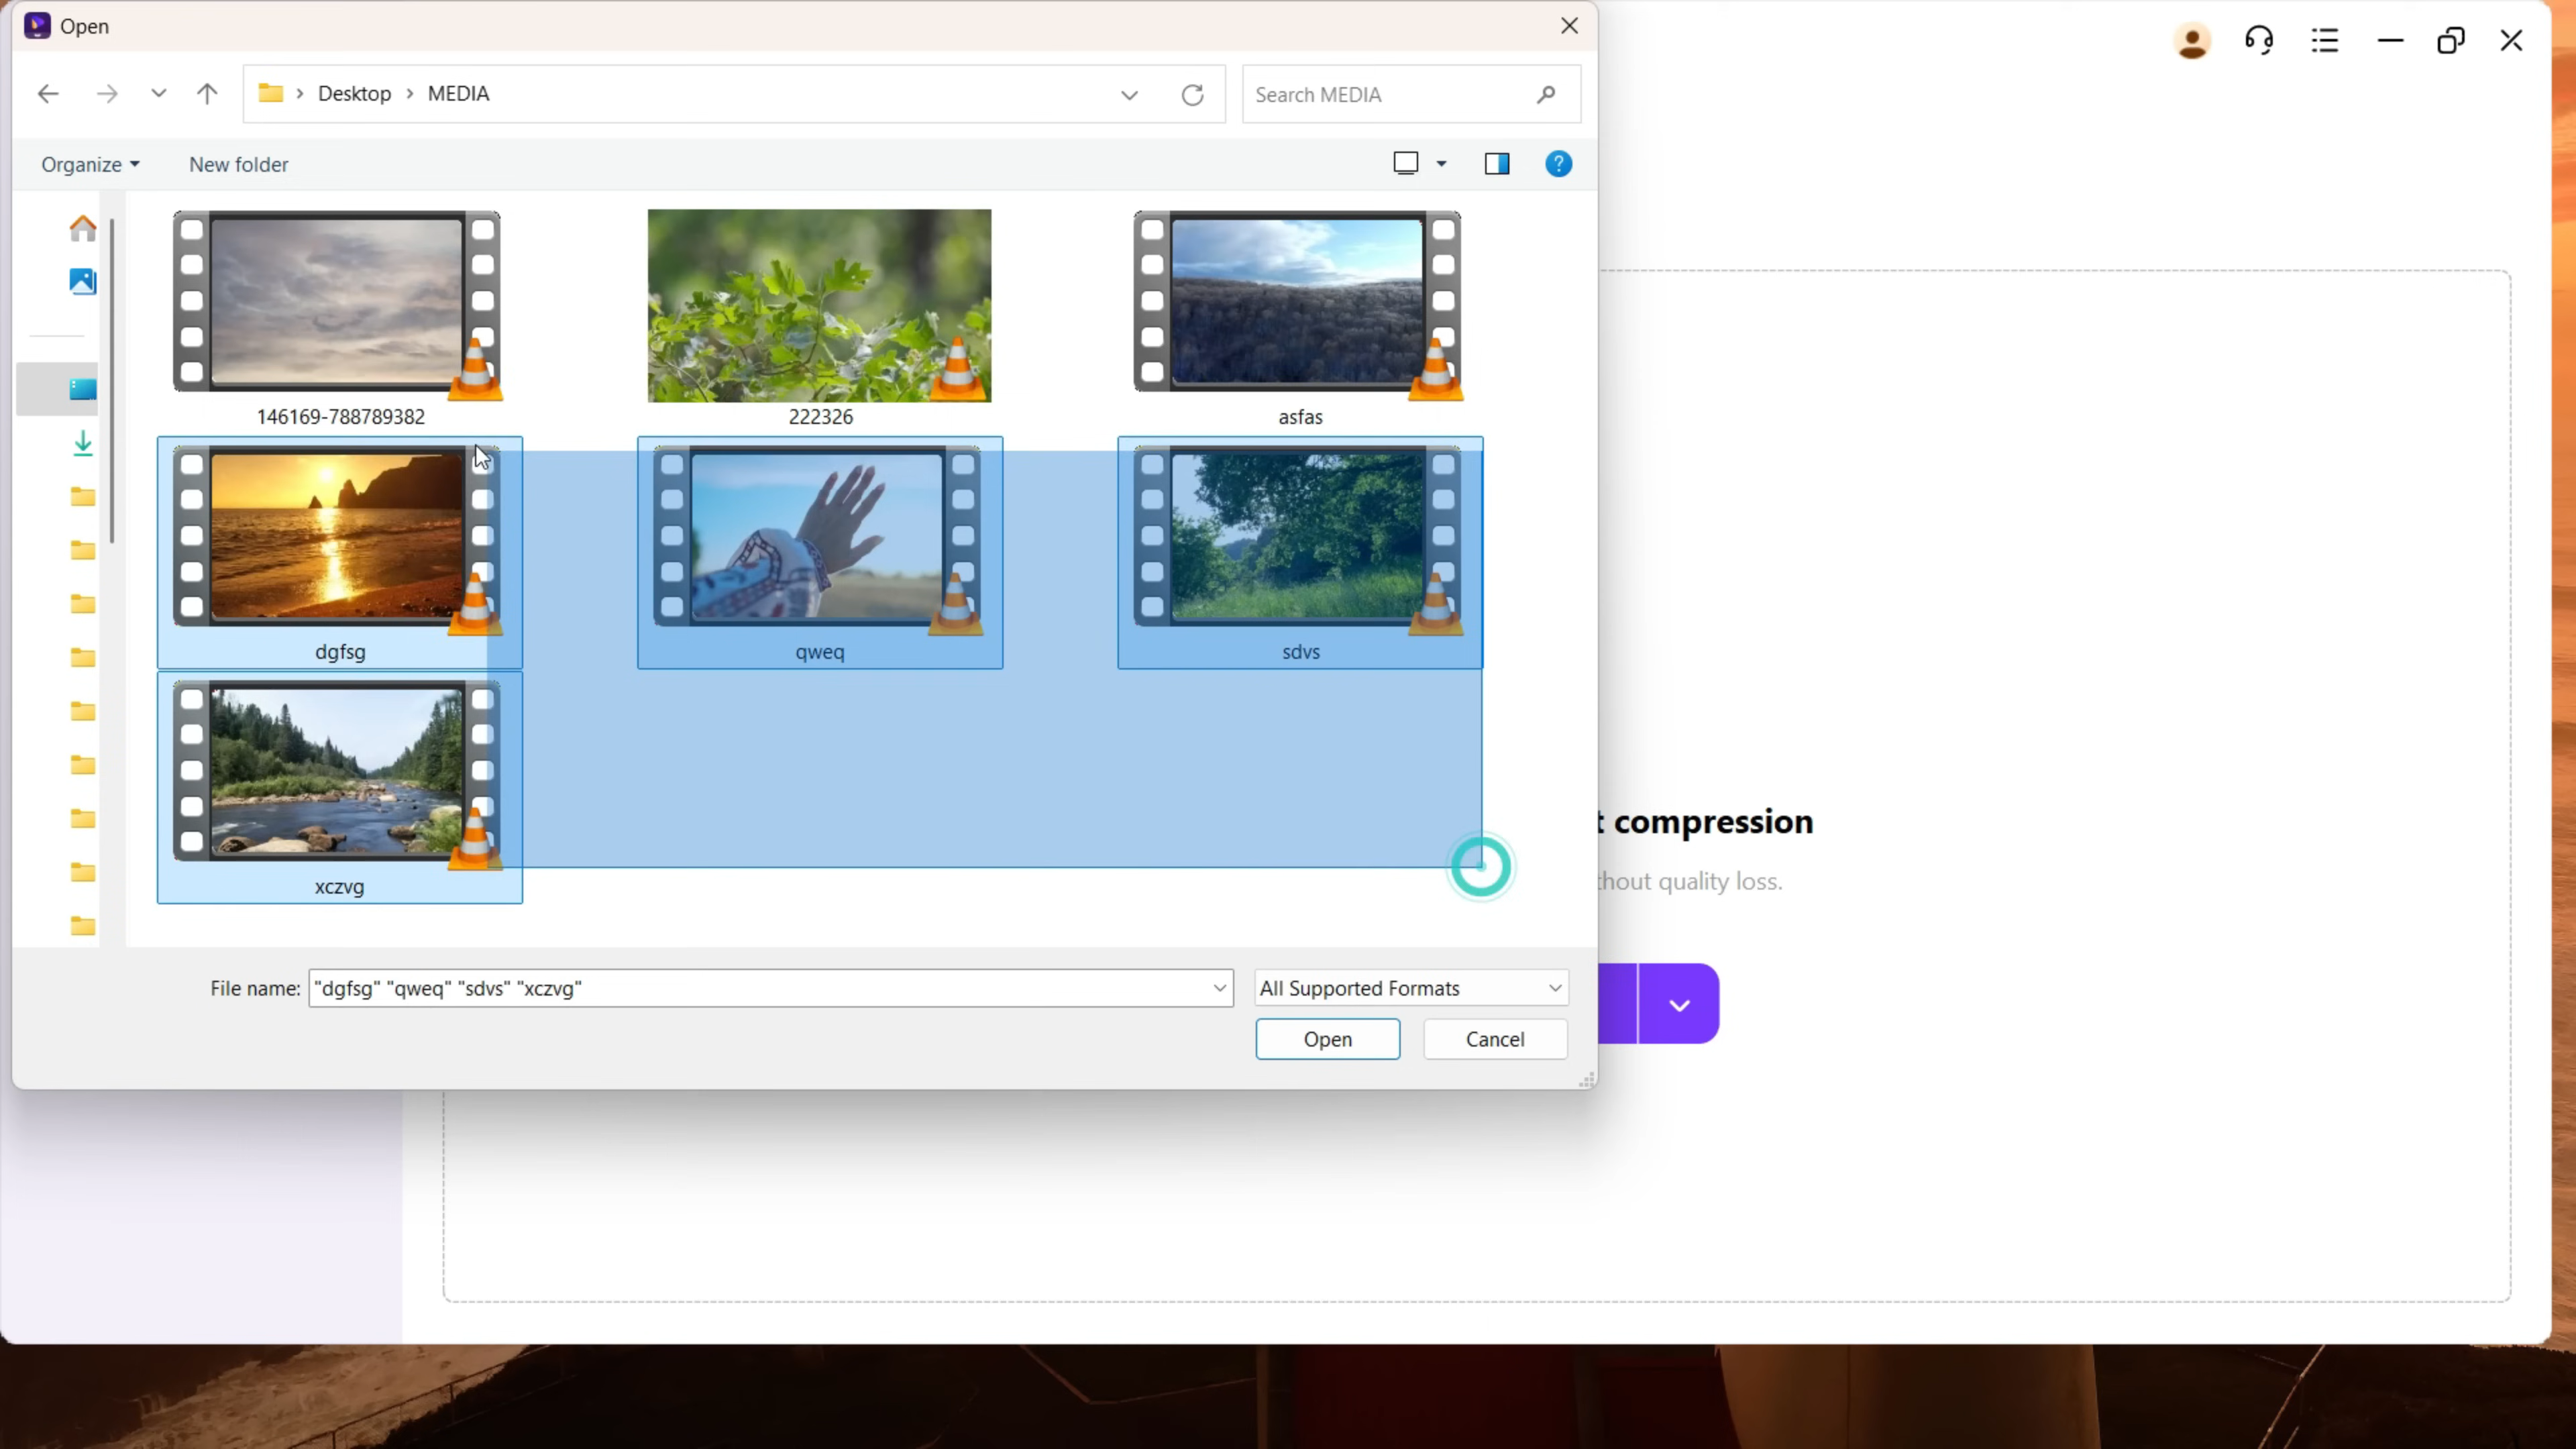 Open
Desktop
MEDIA
Search MEDIA
Organize
New folder
146169-788789382
222326
asfas
dgfsg
qweq
sdvs
xczvg
t compression
hout quality loss.
File name:
"dgfsg" "qweq" "sdvs" "xczvg"
All Supported Formats
Open
Cancel